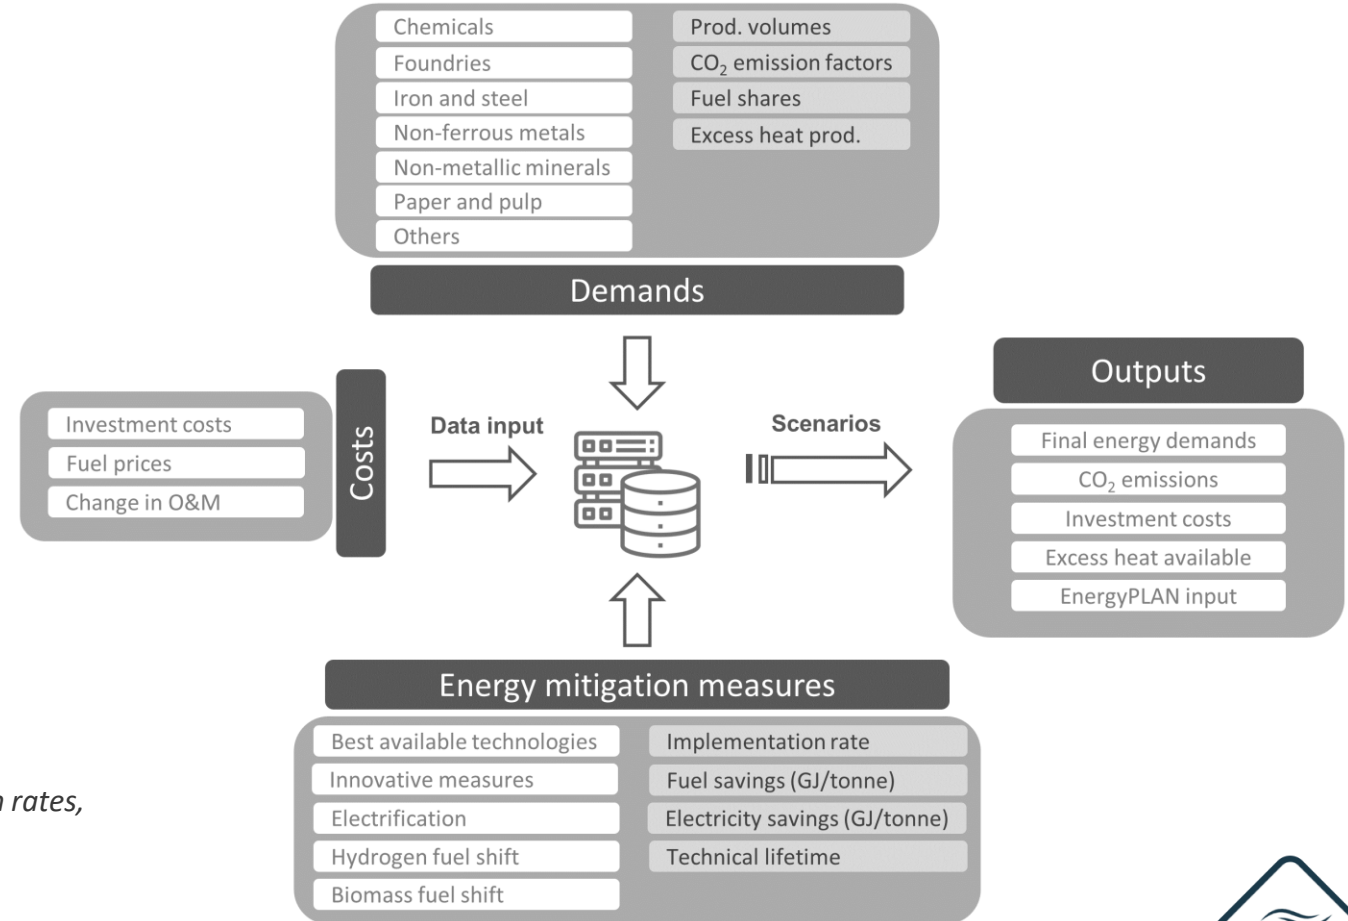 Chemicals
Foundries
Iron and steel
Non-ferrous metals
Non-metallic minerals
Paper and pulp
Others
Prod. volumes
CO₂ emission factors
Fuel shares
Excess heat prod.
Demands
Investment costs
Fuel prices
Change in O&M
Costs
Data input
Scenarios
Outputs
Final energy demands
CO₂ emissions
Investment costs
Excess heat available
EnergyPLAN input
Energy mitigation measures
Best available technologies
Innovative measures
Electrification
Hydrogen fuel shift
Biomass fuel shift
Implementation rate
Fuel savings (GJ/tonne)
Electricity savings (GJ/tonne)
Technical lifetime
rates,